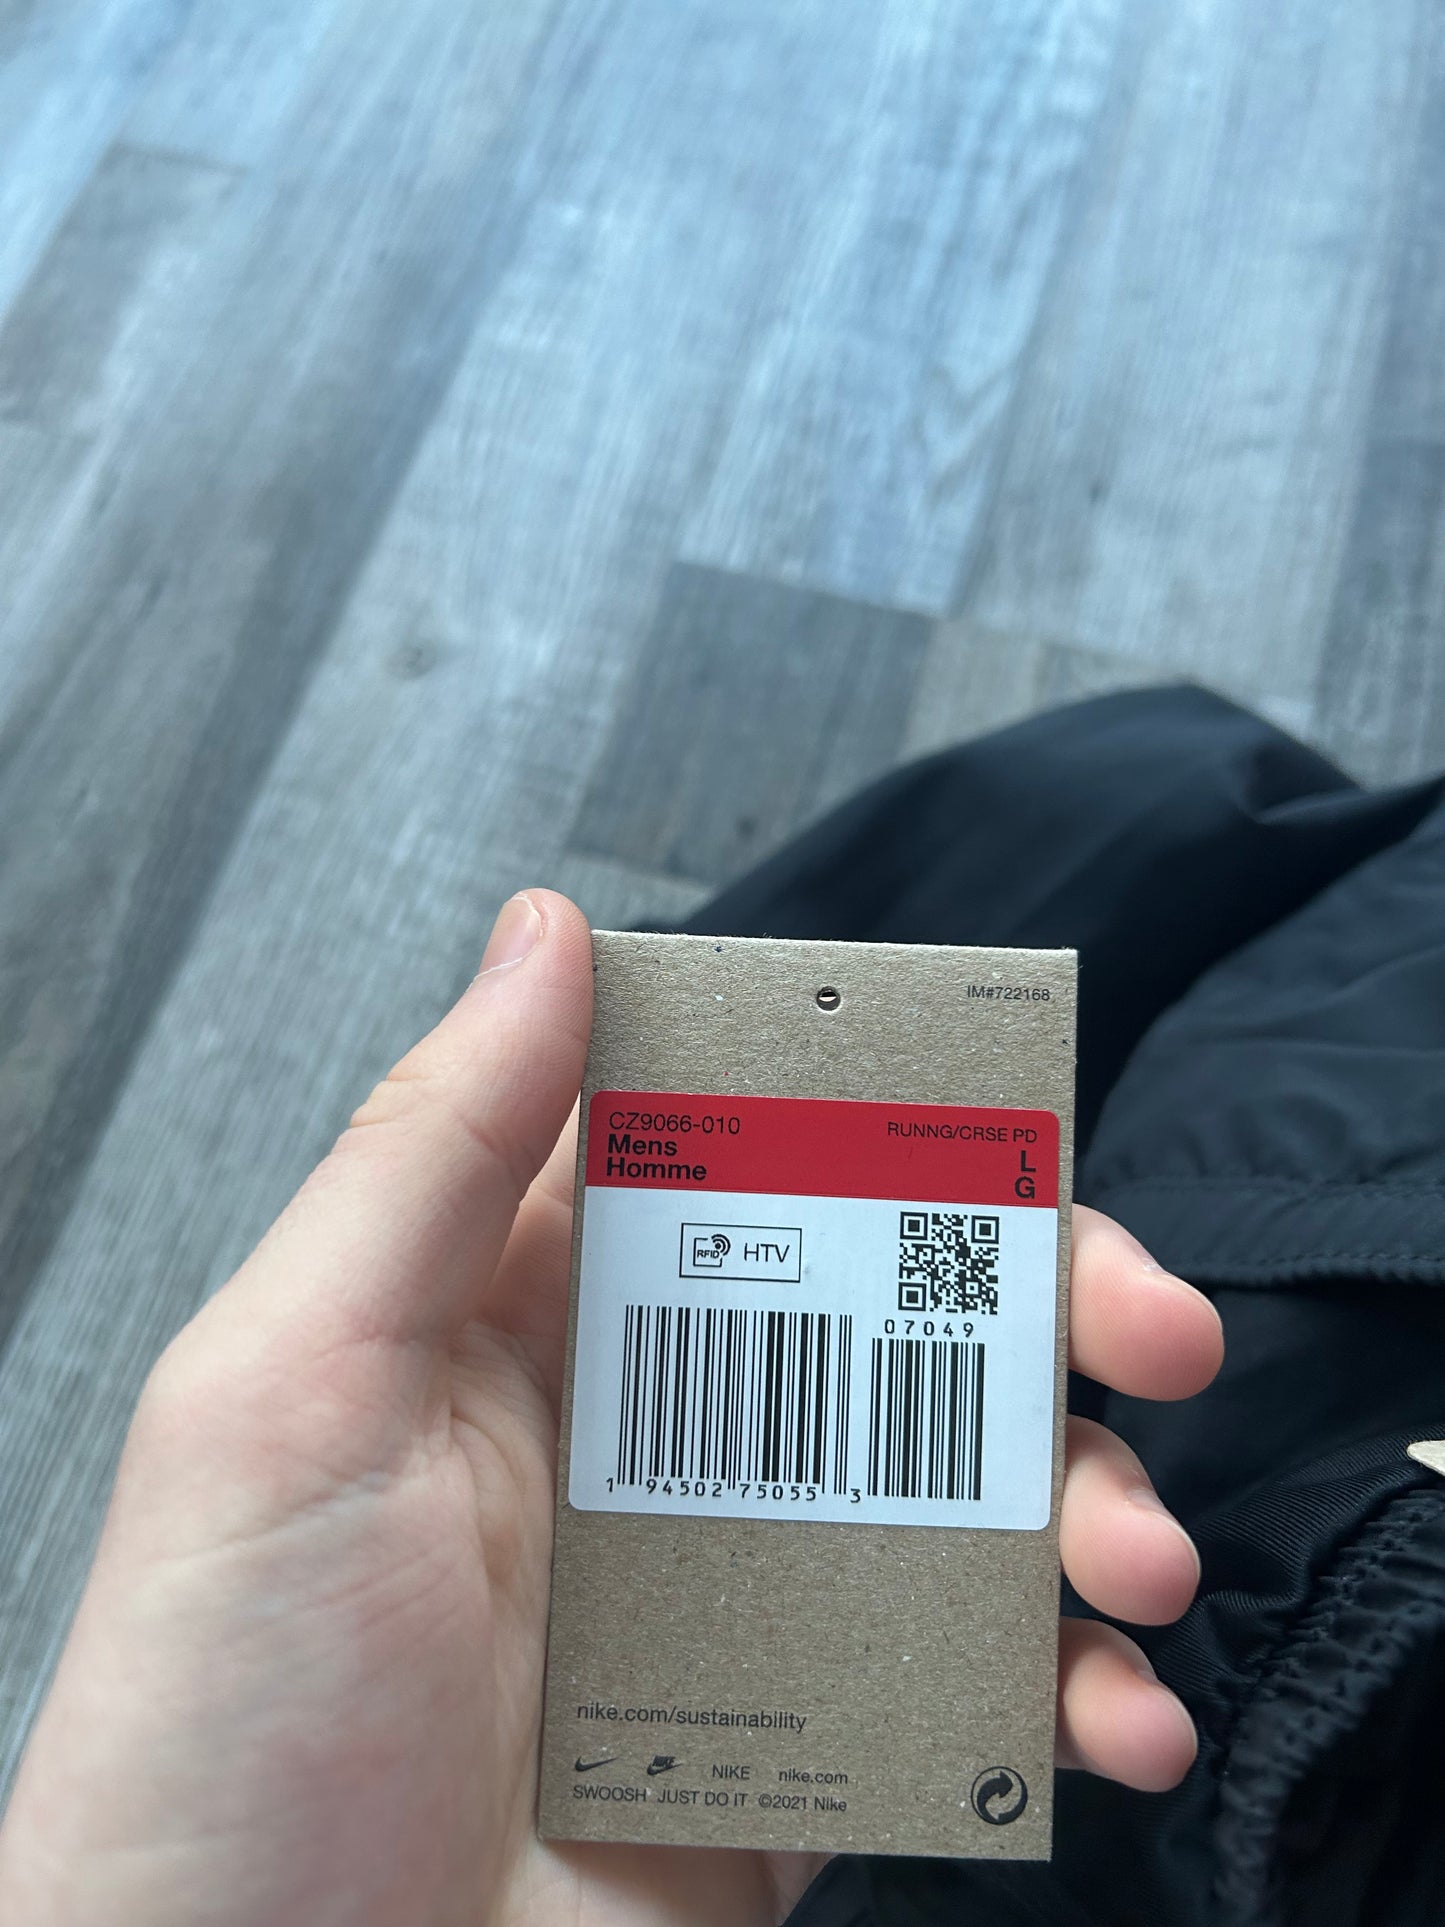 IM#722168
CZ9066-010
RUNNG/CRSE PD
Mens
L
Homme
G
RFID HTV
07049
1 94502 75055 3
nike.com/sustainability
NIKE nike.com
SWOOSH JUST DO IT ©2021 Nike